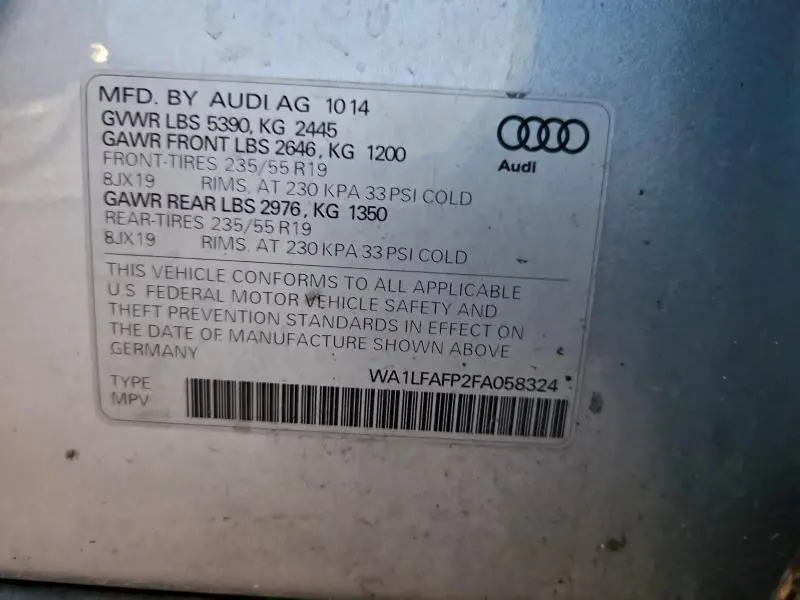 MFD. BY AUDI AG 10 14
GVWR LBS 5390, KG 2445
GAWR FRONT LBS 2646, KG 1200
FRONT-TIRES 235/55 R19
8JX19 RIMS, AT 230 KPA 33 PSI COLD
GAWR REAR LBS 2976, KG 1350
REAR-TIRES 235/55 R19
8JX19 RIMS, AT 230 KPA 33 PSI COLD
Audi
THIS VEHICLE CONFORMS TO ALL APPLICABLE
U.S. FEDERAL MOTOR VEHICLE SAFETY AND
THEFT PREVENTION STANDARDS IN EFFECT ON
THE DATE OF MANUFACTURE SHOWN ABOVE
GERMANY
WA1LFAFP2FA058324
TYPE
MPV